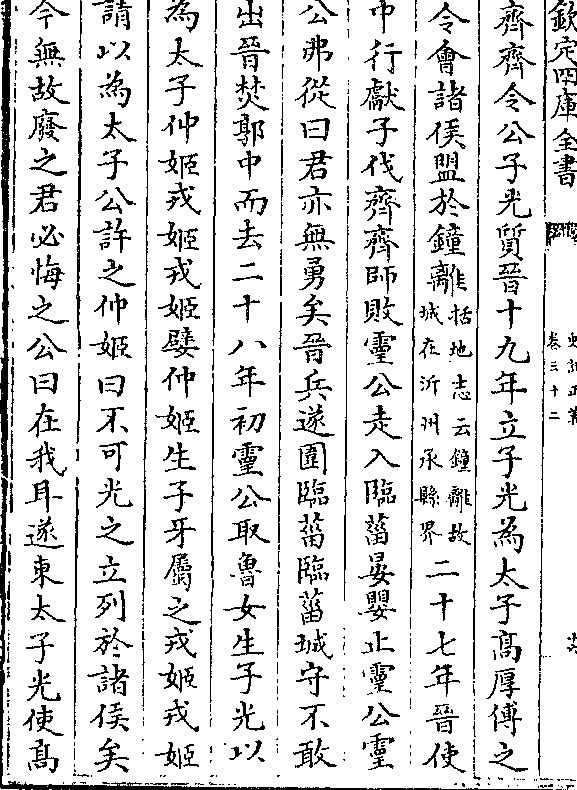 欽定四庫全書
史記正義
卷三十二
齊齊令公子光質晉十九年立子光為太子高厚傅之
令會諸侯盟於鐘離括地志云鐘離故城在沂州承縣界二十七年晉使
中行獻子伐齊齊師敗靈公走入臨菑晏嬰止靈公靈
公弗從曰君亦無勇矣晉兵遂圍臨菑臨菑城守不敢
出晉焚郭中而去二十八年初靈公取魯女生子光以
為太子仲姬戎姬戎姬嬖仲姬生子牙屬之戎姬戎姬
請以為太子公許之仲姬曰不可光之立列於諸侯矣
今無故廢之君必悔之公曰在我耳遂東太子光使高